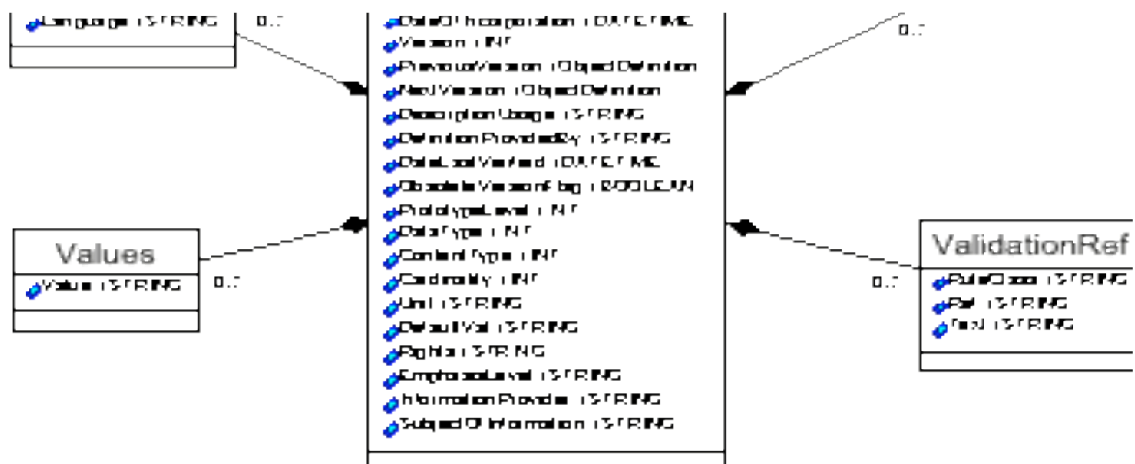 Language : STRING
0..*
DateOfIncorporation : DATETIME
Version : INT
PreviousVersion : ObjectDefinition
NextVersion : ObjectDefinition
DescriptionUsage : STRING
DefinitionProvidedBy : STRING
DateLastVerified : DATETIME
ObsoleteVersionFlag : BOOLEAN
PrototypeLevel : INT
DataType : INT
ContentType : INT
Cardinality : INT
Unit : STRING
DefaultVal : STRING
Rights : STRING
EmphasisLevel : STRING
InformationProvider : STRING
SubjectOfInformation : STRING
0..*
Values
Value : STRING
0..*
ValidationRef
RuleClass : STRING
Ref : STRING
Text : STRING
0..*